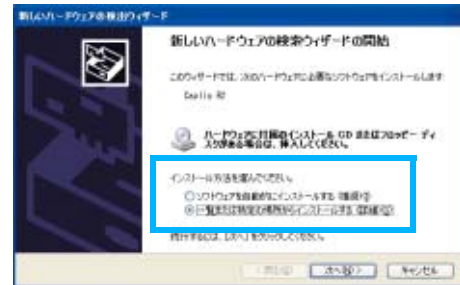 新しいハードウェアの検出ウィザード
新しいハードウェアの検索ウィザードの開始
このウィザードでは、次のハードウェアに必要なソフトウェアをインストールします:
Caplio R2
ハードウェアに付属のインストール CD またはフロッピー ディ
スクがある場合は、挿入してください。
インストール方法を選んでください。
ソフトウェアを自動的にインストールする (推奨)(I)
一覧または特定の場所からインストールする (詳細)(S)
続行するには、[次へ] をクリックしてください。
< 戻る(B)
次へ(N) >
キャンセル